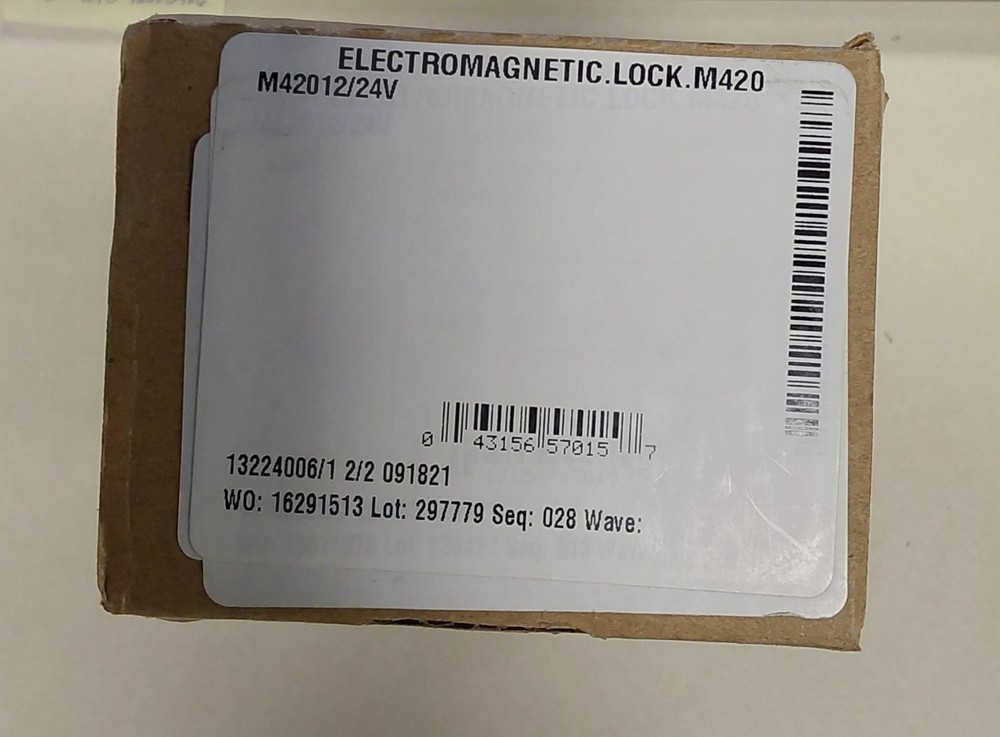 ELECTROMAGNETIC.LOCK.M420
M42012/24V
0 43156 57015 7
13224006/1 2/2 091821
WO: 16291513 Lot: 297779 Seq: 028 Wave: